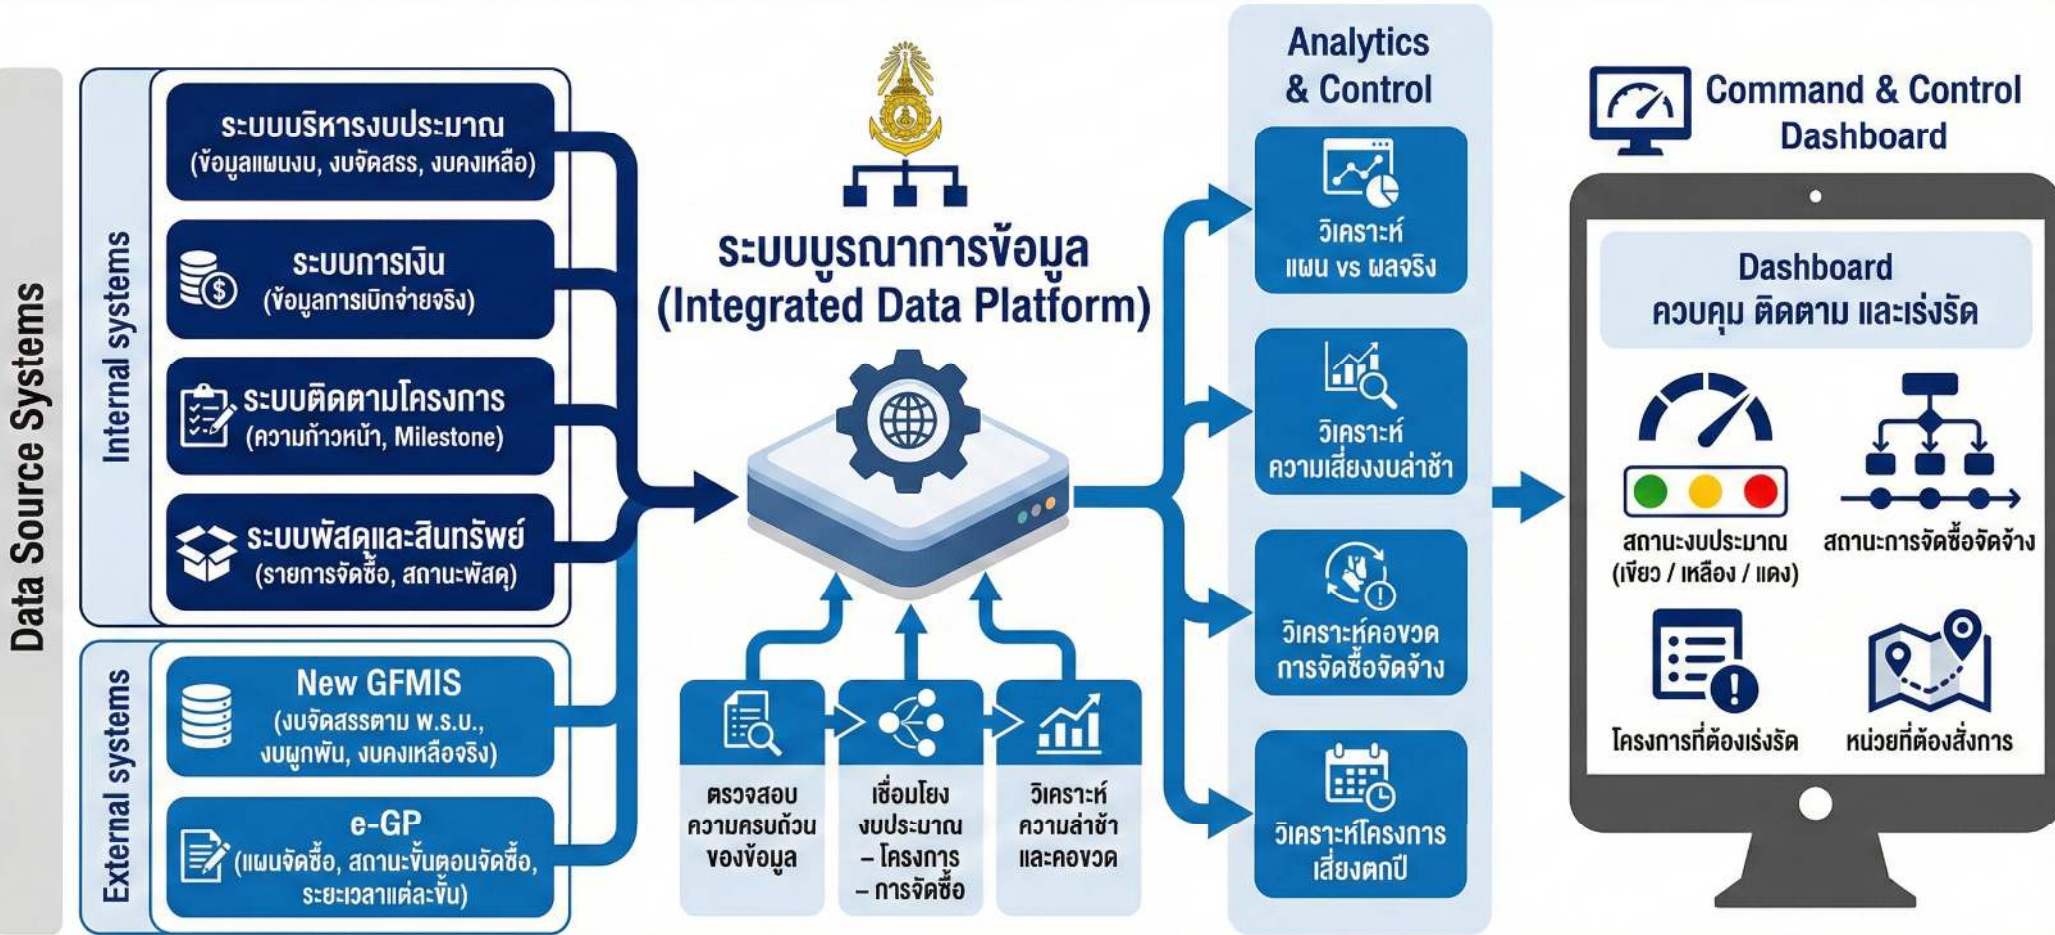 Data Source Systems
Internal systems
ระบบบริหารงบประมาณ
(ข้อมูลแผนงบ, งบจัดสรร, งบคงเหลือ)
ระบบการเงิน
(ข้อมูลการเบิกจ่ายจริง)
ระบบติดตามโครงการ
(ความก้าวหน้า, Milestone)
ระบบพัสดุและสินทรัพย์
(รายการจัดซื้อ, สถานะพัสดุ)
External systems
New GFMIS
(งบจัดสรรตาม พ.ร.บ.,
งบผูกพัน, งบคงเหลือจริง)
e-GP
(แผนจัดซื้อ, สถานะขั้นตอนจัดซื้อ,
ระยะเวลาแต่ละขั้น)
ระบบบูรณาการข้อมูล
(Integrated Data Platform)
ตรวจสอบ
ความครบถ้วน
ของข้อมูล
เชื่อมโยง
งบประมาณ
– โครงการ
– การจัดซื้อ
วิเคราะห์
ความล่าช้า
และคอขวด
Analytics
& Control
วิเคราะห์
แผน vs ผลจริง
วิเคราะห์
ความเสี่ยงงบล่าช้า
วิเคราะห์คอขวด
การจัดซื้อจัดจ้าง
วิเคราะห์โครงการ
เสี่ยงตกปี
Command & Control
Dashboard
Dashboard
ควบคุม ติดตาม และเร่งรัด
สถานะงบประมาณ
(เขียว / เหลือง / แดง)
สถานะการจัดซื้อจัดจ้าง
โครงการที่ต้องเร่งรัด
หน่วยที่ต้องสั่งการ